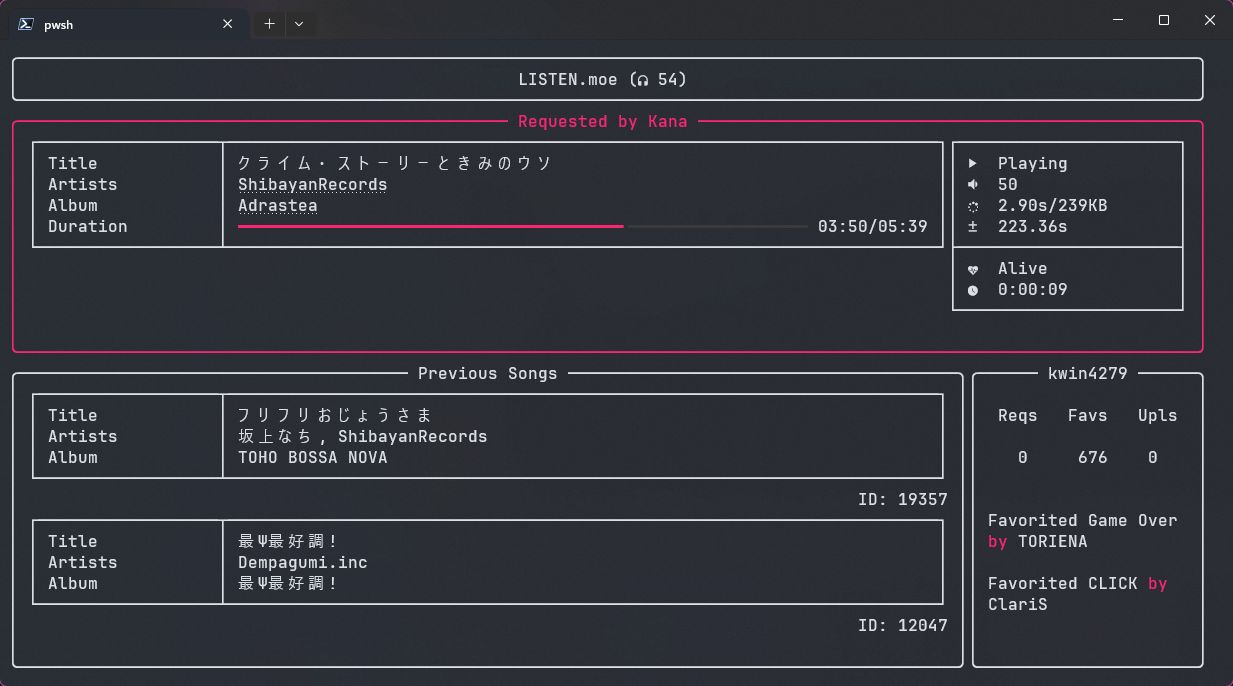 pwsh
LISTEN.moe (🎧 54)
Requested by Kana
Title クライム・ストーリーときみのウソ
Artists ShibayanRecords
Album Adrastea
Duration 03:50/05:39
Playing
50
2.90s/239KB
± 223.36s
Alive
0:00:09
Previous Songs
Title フリフリおじょうさま
Artists 坂上なち, ShibayanRecords
Album TOHO BOSSA NOVA
ID: 19357
Title 最Ψ最好調！
Artists Dempagumi.inc
Album 最Ψ最好調！
ID: 12047
kwin4279
Reqs Favs Upls
0 676 0
Favorited Game Over
by TORIENA
Favorited CLICK by
ClariS